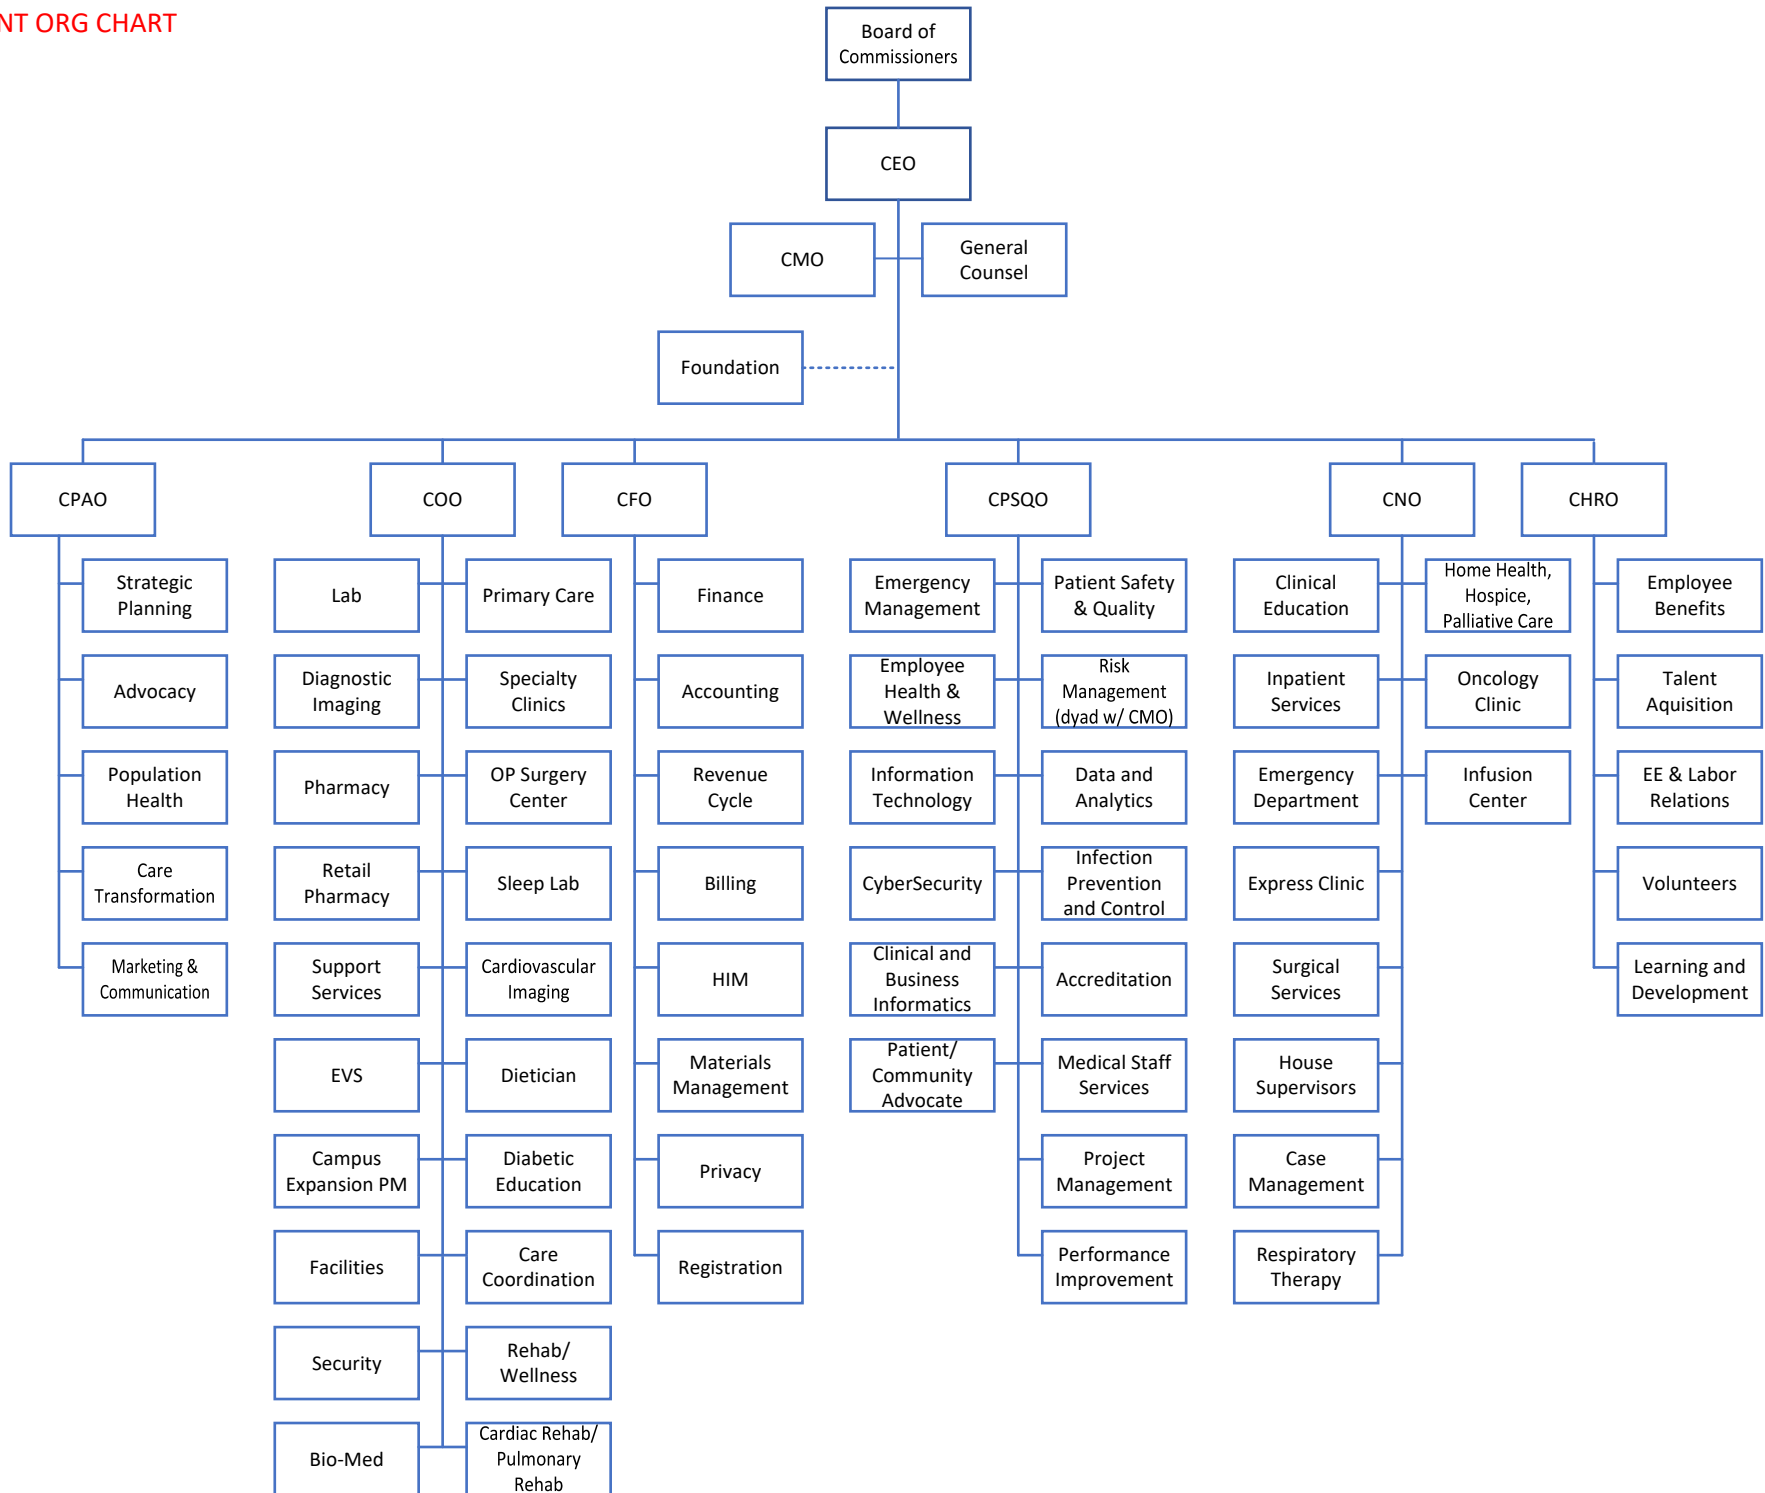 NT ORG CHART
Board of
Commissioners
CEO
CMO
General
Counsel
Foundation
CPAO
COO
CFO
CPSQO
CNO
CHRO
Strategic
Planning
Advocacy
Population
Health
Care
Transformation
Marketing &
Communication
Lab
Diagnostic
Imaging
Pharmacy
Retail
Pharmacy
Support
Services
EVS
Campus
Expansion PM
Facilities
Security
Bio-Med
Primary Care
Specialty
Clinics
OP Surgery
Center
Sleep Lab
Cardiovascular
Imaging
Dietician
Diabetic
Education
Care
Coordination
Rehab/
Wellness
Cardiac Rehab/
Pulmonary
Rehab
Finance
Accounting
Revenue
Cycle
Billing
HIM
Materials
Management
Privacy
Registration
Emergency
Management
Employee
Health &
Wellness
Information
Technology
CyberSecurity
Clinical and
Business
Informatics
Patient/
Community
Advocate
Patient Safety
& Quality
Risk
Management
(dyad w/ CMO)
Data and
Analytics
Infection
Prevention
and Control
Accreditation
Medical Staff
Services
Project
Management
Performance
Improvement
Clinical
Education
Inpatient
Services
Emergency
Department
Express Clinic
Surgical
Services
House
Supervisors
Case
Management
Respiratory
Therapy
Home Health,
Hospice,
Palliative Care
Oncology
Clinic
Infusion
Center
Employee
Benefits
Talent
Aquisition
EE & Labor
Relations
Volunteers
Learning and
Development